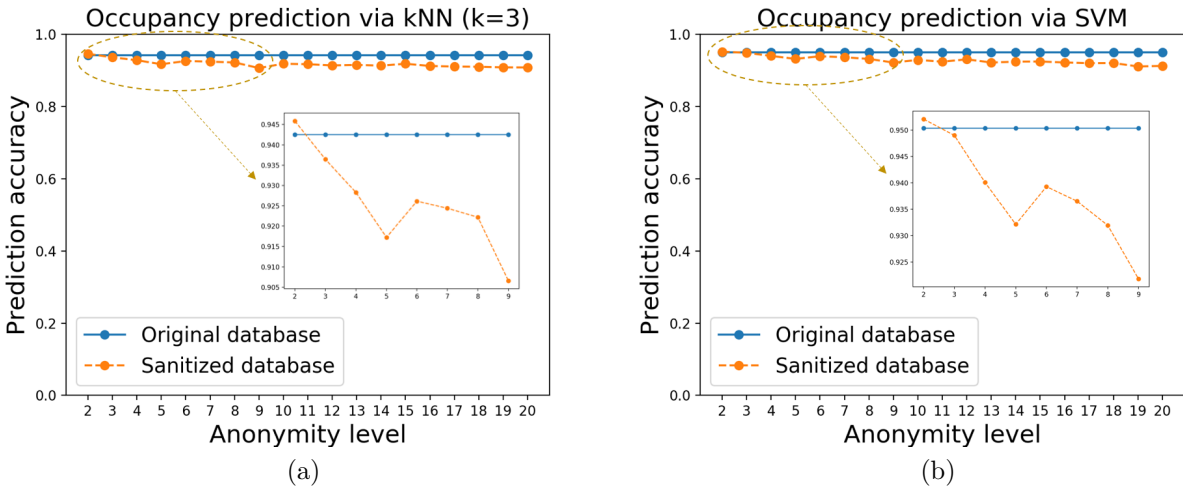 Occupancy prediction via kNN (k=3)
Prediction accuracy
1.0
0.8
0.6
0.4
0.2
0.0
0.945
0.940
0.935
0.930
0.925
0.920
0.915
0.910
0.905
2 3 4 5 6 7 8 9
Original database
Sanitized database
2 3 4 5 6 7 8 9 10 11 12 13 14 15 16 17 18 19 20
Anonymity level
(a)
Occupancy prediction via SVM
Prediction accuracy
1.0
0.8
0.6
0.4
0.2
0.0
0.950
0.945
0.940
0.935
0.930
0.925
2 3 4 5 6 7 8 9
Original database
Sanitized database
2 3 4 5 6 7 8 9 10 11 12 13 14 15 16 17 18 19 20
Anonymity level
(b)